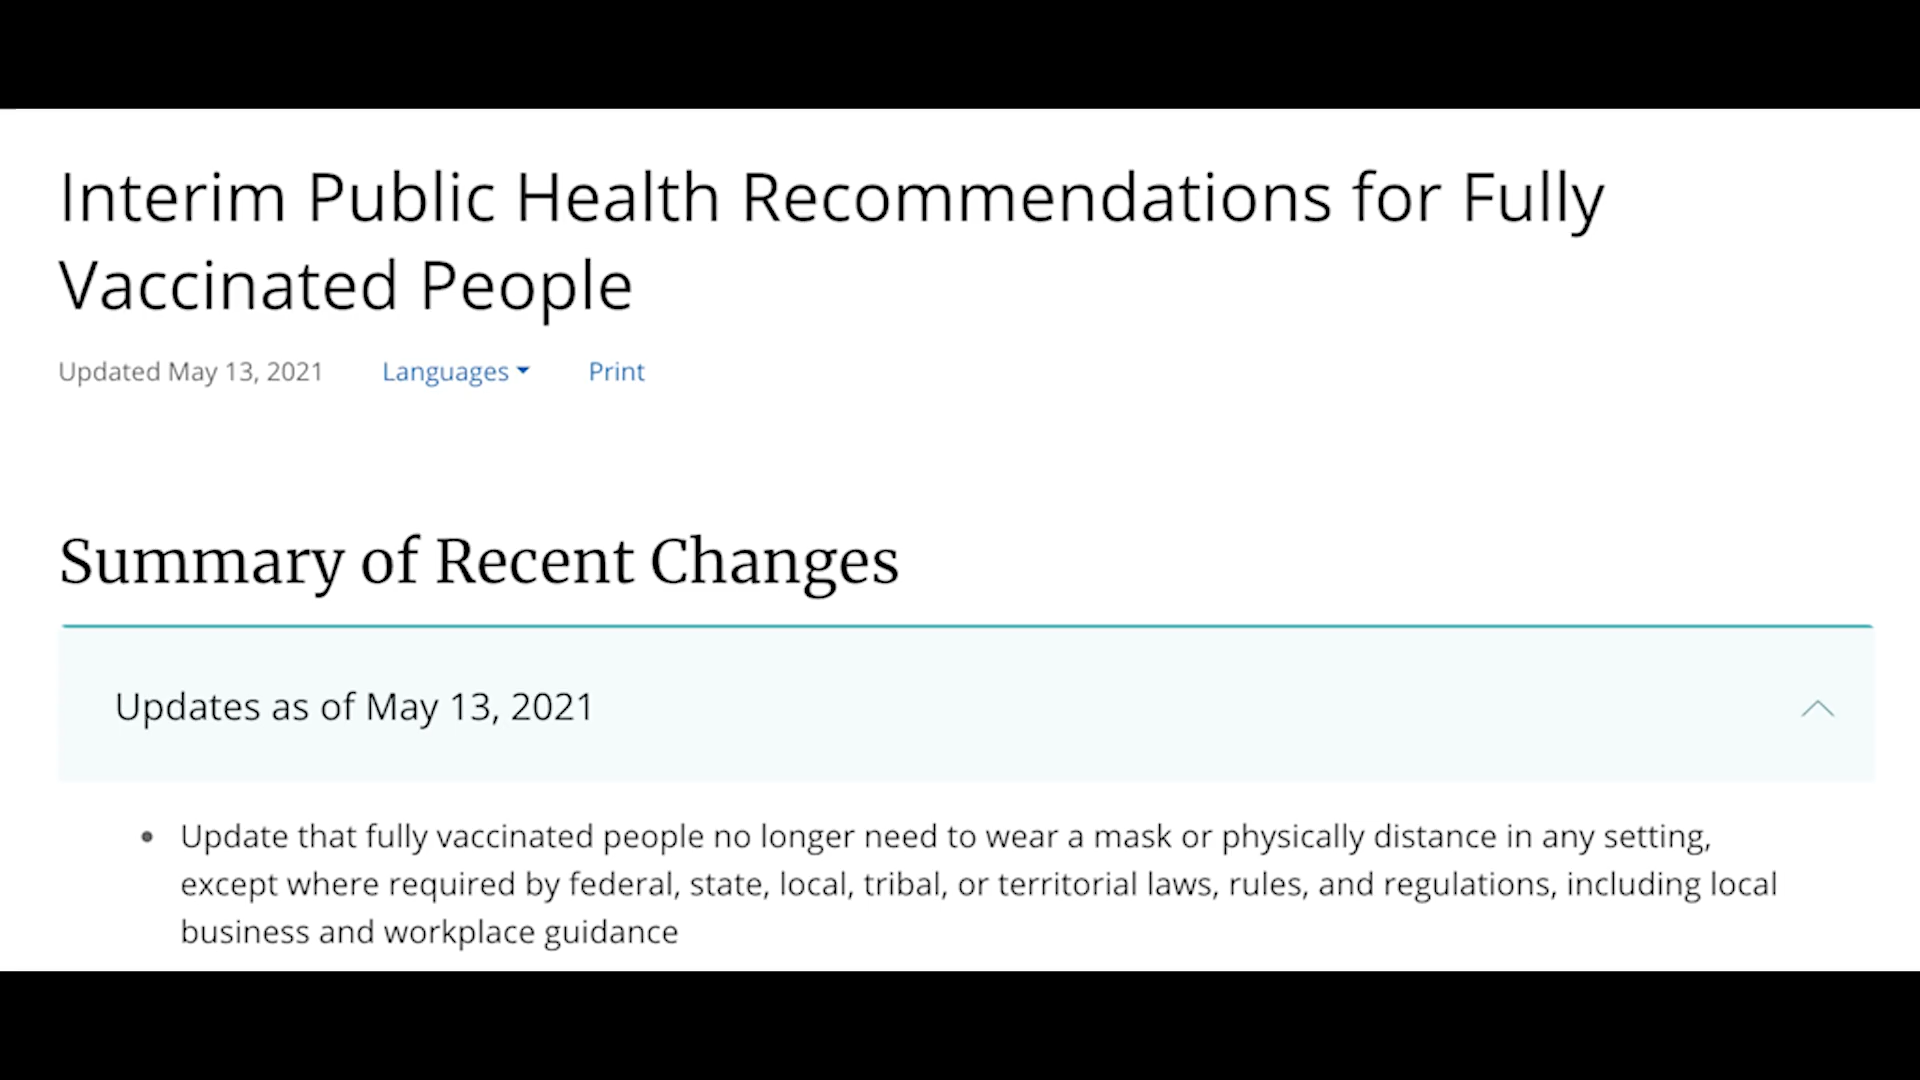 Interim Public Health Recommendations for Fully
Vaccinated People
Updated May 13, 2021 Languages Print
Summary of Recent Changes
Updates as of May 13, 2021
• Update that fully vaccinated people no longer need to wear a mask or physically distance in any setting,
except where required by federal, state, local, tribal, or territorial laws, rules, and regulations, including local
business and workplace guidance